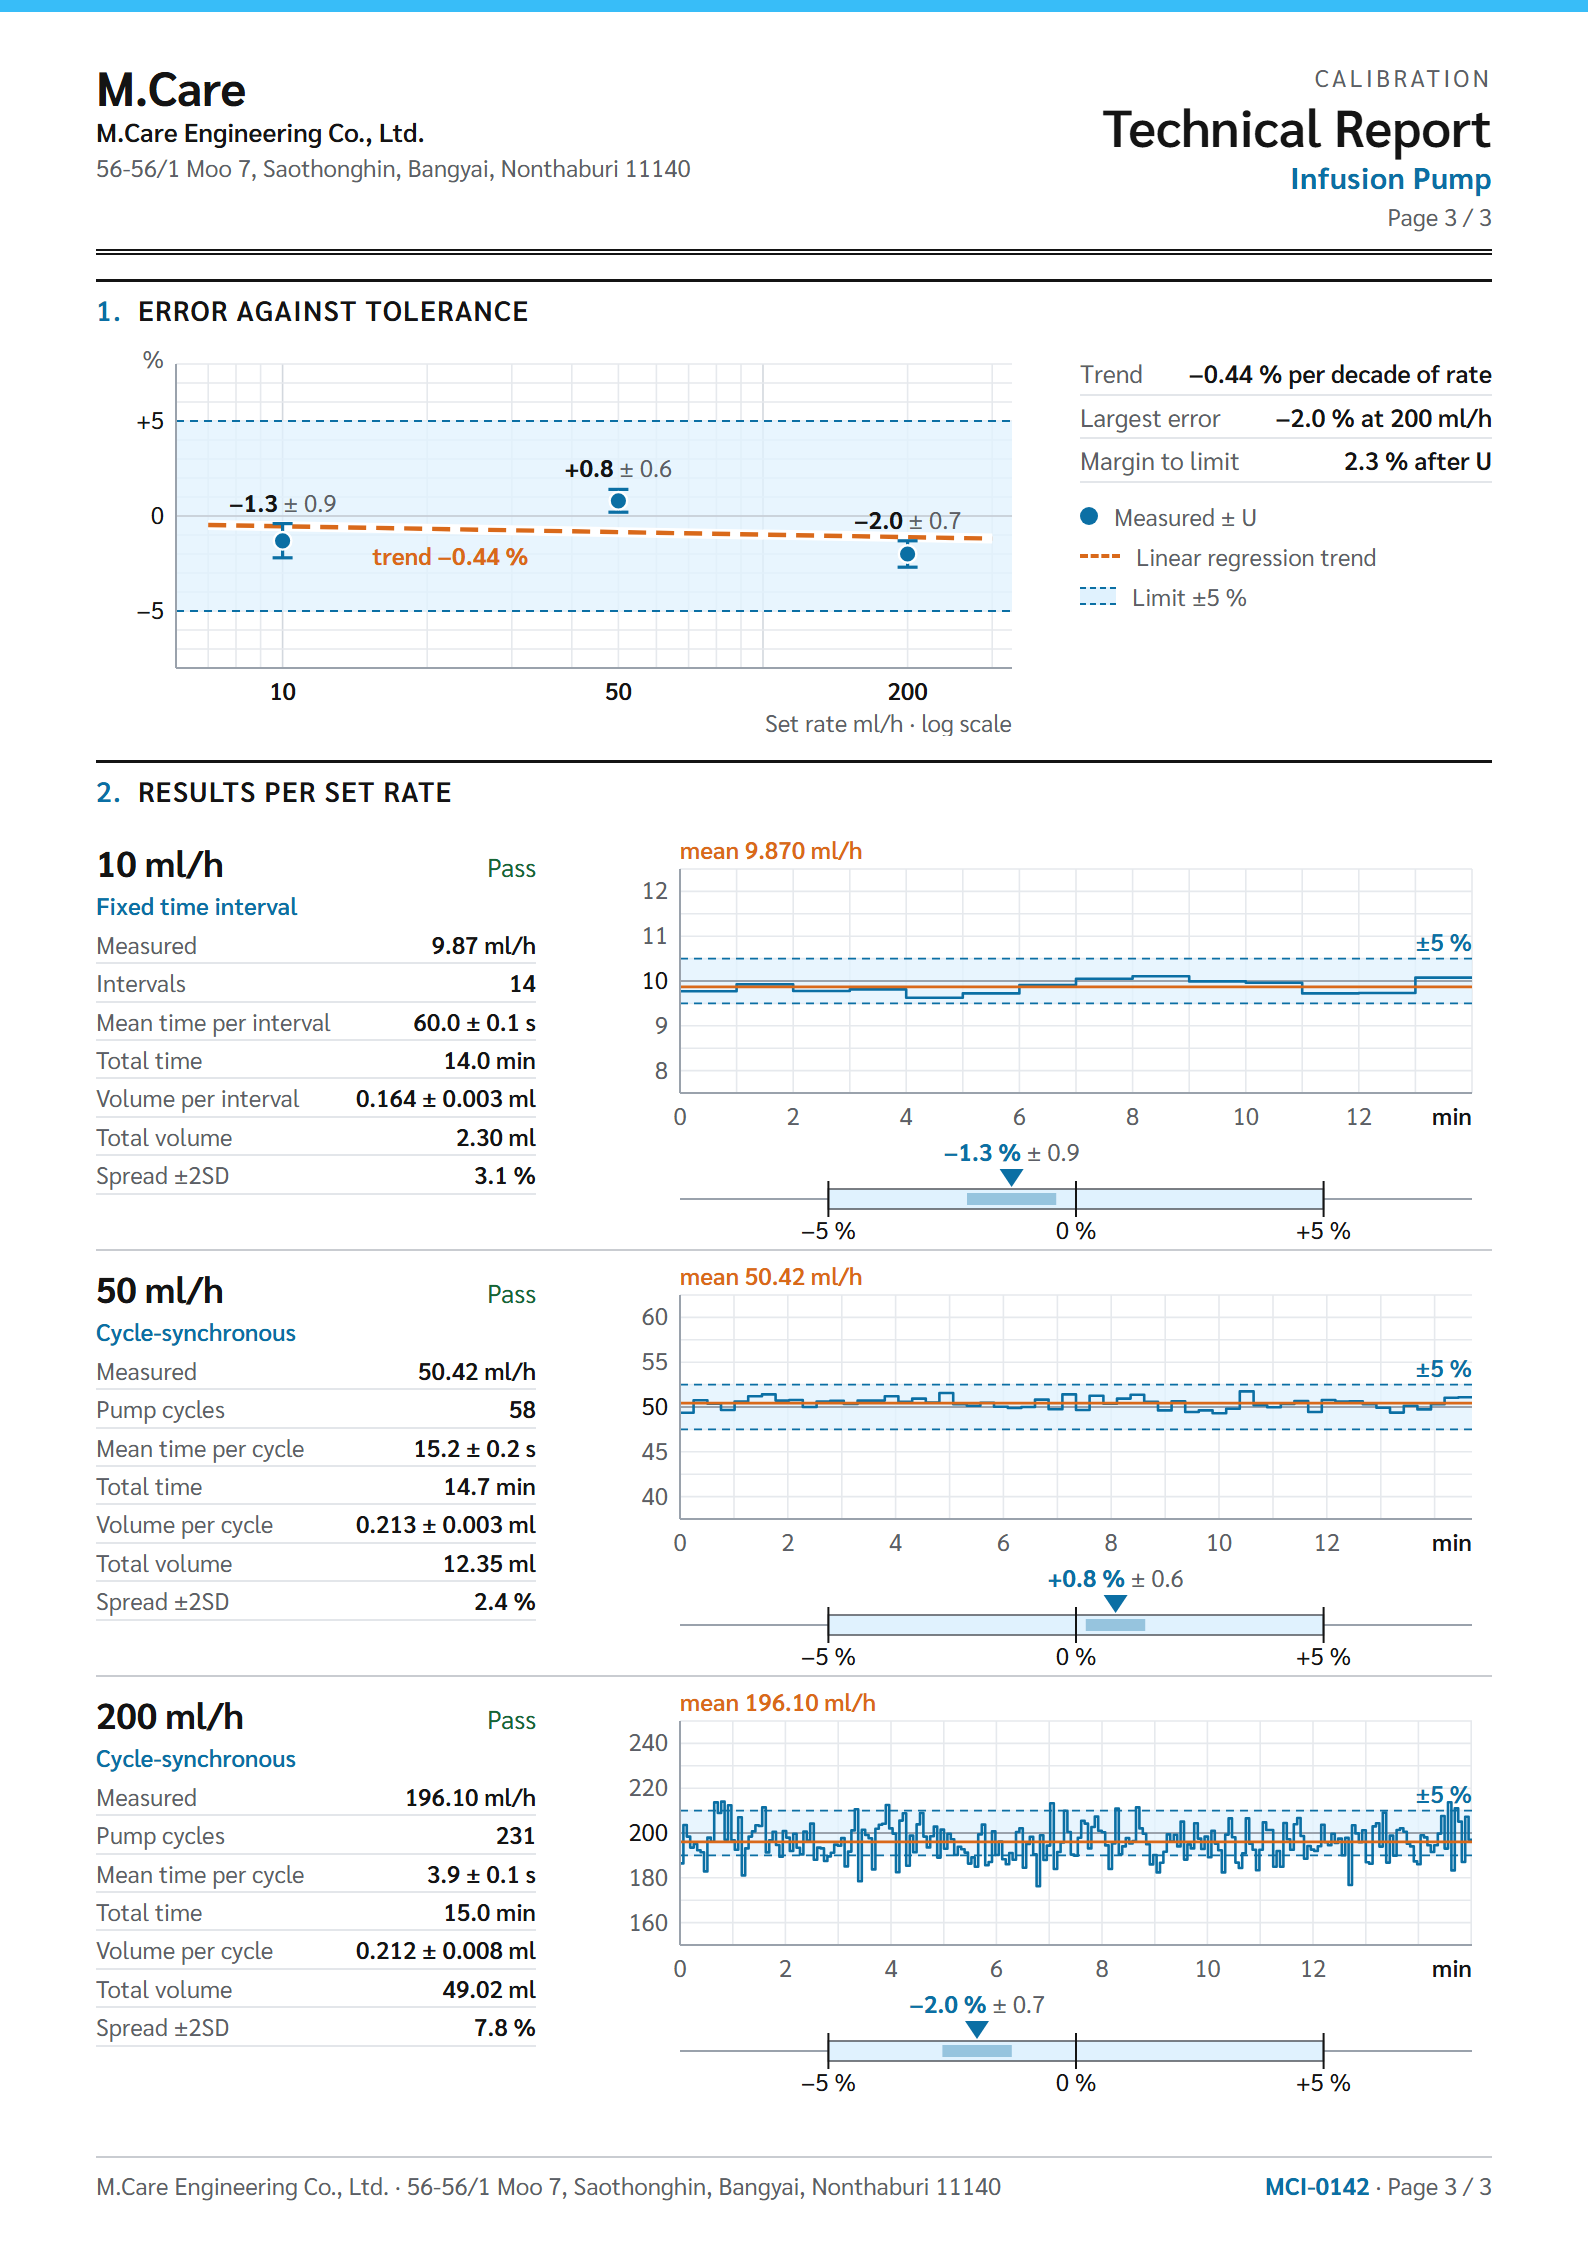 M.Care
M.Care Engineering Co., Ltd.
56-56/1 Moo 7, Saothonghin, Bangyai, Nonthaburi 11140
CALIBRATION
Technical Report
Infusion Pump
Page 3 / 3
1. ERROR AGAINST TOLERANCE
%
+5
0
−5
−1.3 ± 0.9
+0.8 ± 0.6
−2.0 ± 0.7
trend −0.44 %
10 50 200
Set rate ml/h · log scale
Trend −0.44 % per decade of rate
Largest error −2.0 % at 200 ml/h
Margin to limit 2.3 % after U
Measured ± U
Linear regression trend
Limit ±5 %
2. RESULTS PER SET RATE
10 ml/h Pass
Fixed time interval
Measured 9.87 ml/h
Intervals 14
Mean time per interval 60.0 ± 0.1 s
Total time 14.0 min
Volume per interval 0.164 ± 0.003 ml
Total volume 2.30 ml
Spread ±2SD 3.1 %
mean 9.870 ml/h
12
11
10
9
8
±5 %
0 2 4 6 8 10 12 min
−1.3 % ± 0.9
−5 % 0 % +5 %
50 ml/h Pass
Cycle-synchronous
Measured 50.42 ml/h
Pump cycles 58
Mean time per cycle 15.2 ± 0.2 s
Total time 14.7 min
Volume per cycle 0.213 ± 0.003 ml
Total volume 12.35 ml
Spread ±2SD 2.4 %
mean 50.42 ml/h
60
55
50
45
40
±5 %
0 2 4 6 8 10 12 min
+0.8 % ± 0.6
−5 % 0 % +5 %
200 ml/h Pass
Cycle-synchronous
Measured 196.10 ml/h
Pump cycles 231
Mean time per cycle 3.9 ± 0.1 s
Total time 15.0 min
Volume per cycle 0.212 ± 0.008 ml
Total volume 49.02 ml
Spread ±2SD 7.8 %
mean 196.10 ml/h
240
220
200
180
160
±5 %
0 2 4 6 8 10 12 min
−2.0 % ± 0.7
−5 % 0 % +5 %
M.Care Engineering Co., Ltd. · 56-56/1 Moo 7, Saothonghin, Bangyai, Nonthaburi 11140
MCI-0142 · Page 3 / 3